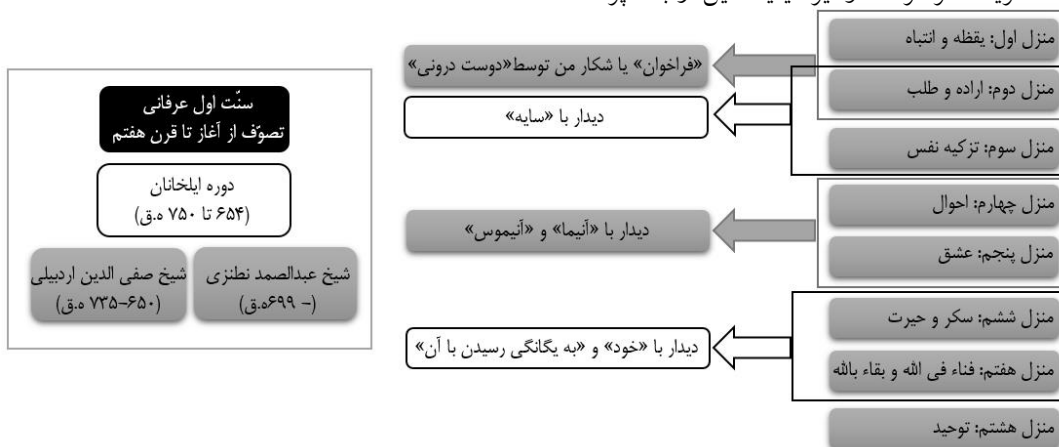 منزل اول: یقظه و انتباه
منزل دوم: اراده و طلب
منزل سوم: تزکیه نفس
منزل چهارم: احوال
منزل پنجم: عشق
منزل ششم: سکر و حیرت
منزل هفتم: فناء فی الله و بقاء بالله
منزل هشتم: توحید
«فراخوان» یا شکار من توسط«دوست درونی»
دیدار با «سایه»
دیدار با «آنیما» و «آنیموس»
دیدار با «خود» و «به یگانگی رسیدن با آن»
سنّت اول عرفانی
تصوّف از آغاز تا قرن هفتم
دوره ایلخانان
(۶۵۴ تا ۷۵۰ ه.ق)
شیخ عبدالصمد نطنزی
(- ۶۹۹ه.ق)
شیخ صفی الدین اردبیلی
(۶۵۰-۷۳۵ ه.ق)